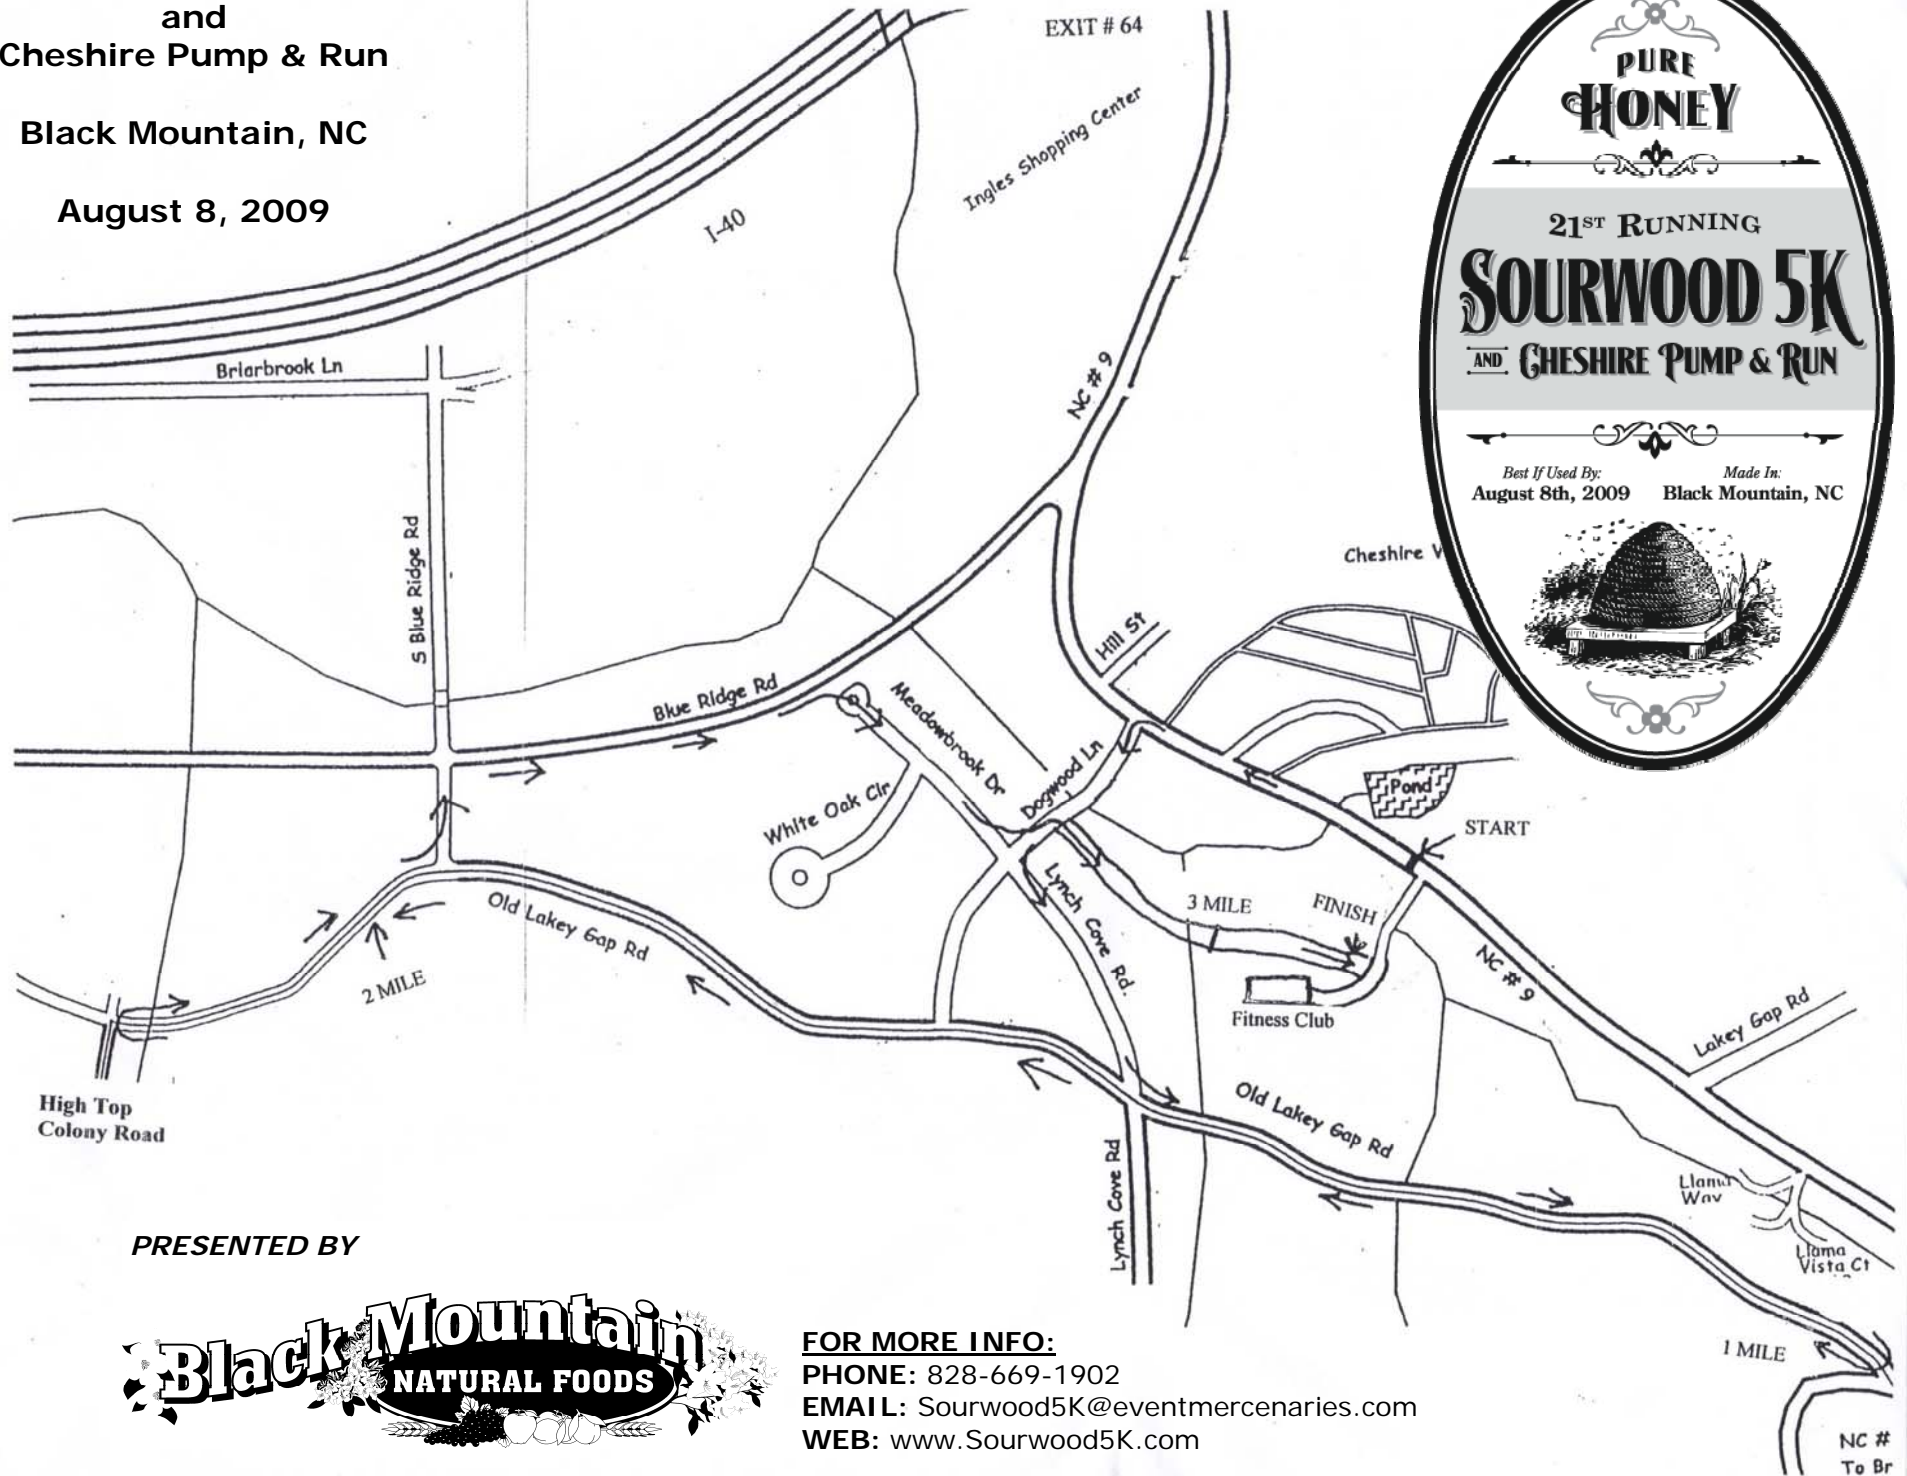 and
Cheshire Pump & Run
Black Mountain, NC
August 8, 2009
EXIT # 64
Ingles Shopping Center
I-40
Briarbrook Ln
S Blue Ridge Rd
NC # 9
Blue Ridge Rd
Hill St
Cheshire V
Meadowbrook Dr
Dogwood Ln
White Oak Cir
Pond
START
Lynch Cove Rd.
3 MILE
FINISH
Fitness Club
NC # 9
Lakey Gap Rd
Old Lakey Gap Rd
2 MILE
High Top
Colony Road
Old Lakey Gap Rd
Lynch Cove Rd
Llama
Way
Llama
Vista Ct
1 MILE
NC #
To Br
PURE
HONEY
21ST RUNNING
SOURWOOD 5K
AND CHESHIRE PUMP & RUN
Best If Used By:
August 8th, 2009
Made In:
Black Mountain, NC
PRESENTED BY
Black Mountain
NATURAL FOODS
FOR MORE INFO:
PHONE: 828-669-1902
EMAIL: Sourwood5K@eventmercenaries.com
WEB: www.Sourwood5K.com